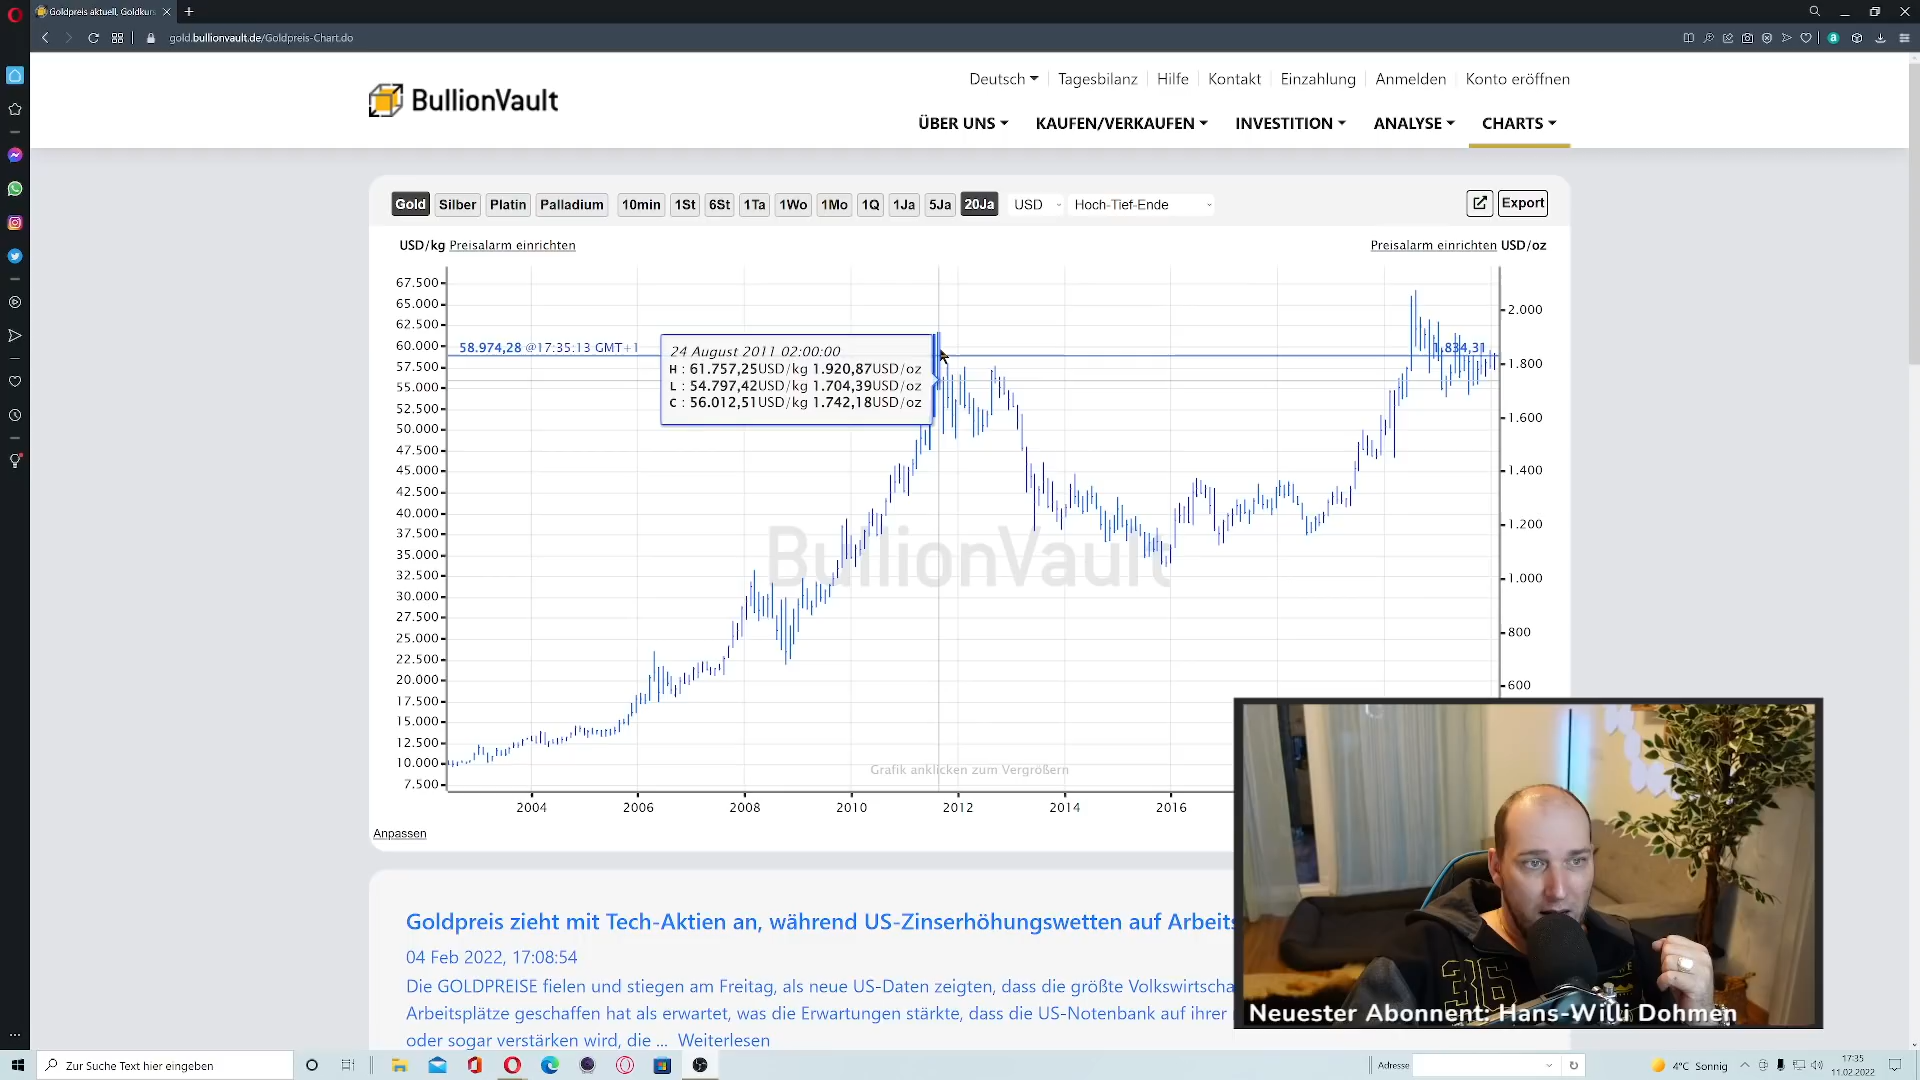 Goldpreis aktuell, Goldkurs
gold.bullionvault.de/Goldpreis-Chart.do
BullionVault
Deutsch Tagesbilanz Hilfe Kontakt Einzahlung Anmelden Konto eröffnen
ÜBER UNS KAUFEN/VERKAUFEN INVESTITION ANALYSE CHARTS
Gold Silber Platin Palladium 10min 1St 6St 1Ta 1Wo 1Mo 1Q 1Ja 5Ja 20Ja USD Hoch-Tief-Ende Export
USD/kg Preisalarm einrichten
Preisalarm einrichten USD/oz
67.500
65.000
62.500
60.000
57.500
55.000
52.500
50.000
47.500
45.000
42.500
40.000
37.500
35.000
32.500
30.000
27.500
25.000
22.500
20.000
17.500
15.000
12.500
10.000
7.500
2.000
1.800
1.600
1.400
1.200
1.000
800
600
58.974,28 @17:35:13 GMT+1
1.834,31
24 August 2011 02:00:00
H : 61.757,25USD/kg 1.920,87USD/oz
L : 54.797,42USD/kg 1.704,39USD/oz
C : 56.012,51USD/kg 1.742,18USD/oz
BullionVault
Grafik anklicken zum Vergrößern
2004 2006 2008 2010 2012 2014 2016
Anpassen
Goldpreis zieht mit Tech-Aktien an, während US-Zinserhöhungswetten auf Arbeits
04 Feb 2022, 17:08:54
Die GOLDPREISE fielen und stiegen am Freitag, als neue US-Daten zeigten, dass die größte Volkswirtscha
Arbeitsplätze geschaffen hat als erwartet, was die Erwartungen stärkte, dass die US-Notenbank auf ihrer
oder sogar verstärken wird, die ... Weiterlesen
36
Neuester Abonnent: Hans-Willi Dohmen
Zur Suche Text hier eingeben
Adresse
4°C Sonnig
17:35
11.02.2022